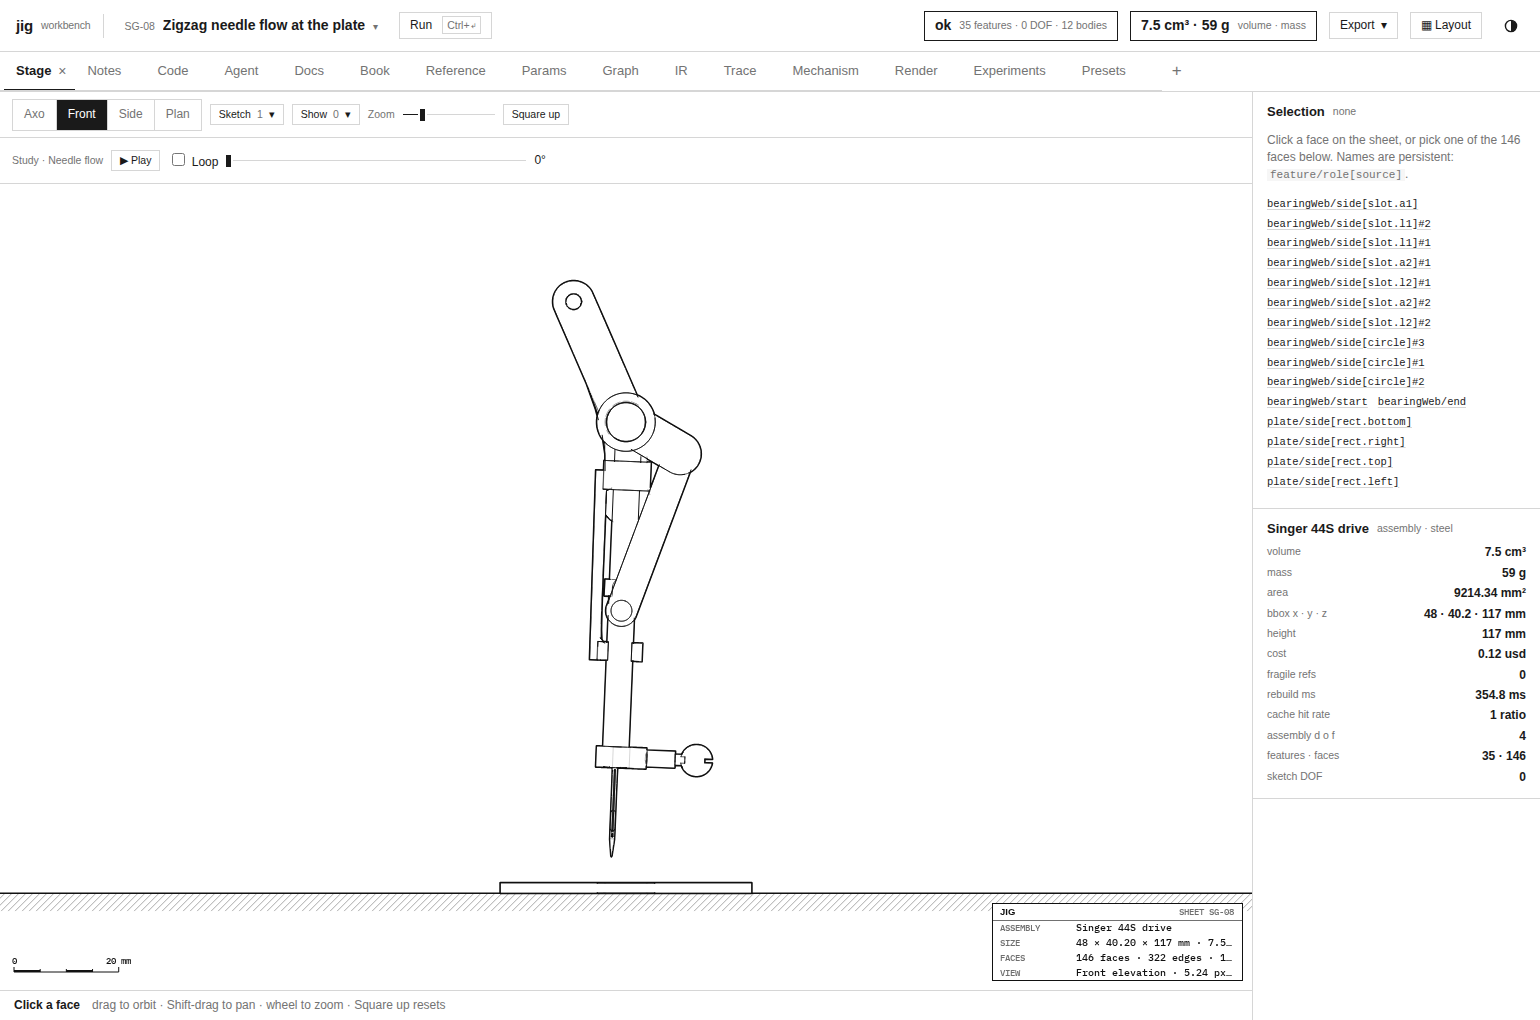 jig workbench SG-08 Zigzag needle flow at the plate ▾ Run Ctrl+↵ ok 35 features · 0 DOF · 12 bodies 7.5 cm³ · 59 g volume · mass Export ▾ ▦ Layout
Stage × Notes Code Agent Docs Book Reference Params Graph IR Trace Mechanism Render Experiments Presets +
Axo Front Side Plan Sketch 1 ▾ Show 0 ▾ Zoom Square up
Study · Needle flow ▶ Play Loop 0°
Selection none
Click a face on the sheet, or pick one of the 146
faces below. Names are persistent:
feature/role[source].
bearingWeb/side[slot.a1]
bearingWeb/side[slot.l1]#2
bearingWeb/side[slot.l1]#1
bearingWeb/side[slot.a2]#1
bearingWeb/side[slot.l2]#1
bearingWeb/side[slot.a2]#2
bearingWeb/side[slot.l2]#2
bearingWeb/side[circle]#3
bearingWeb/side[circle]#1
bearingWeb/side[circle]#2
bearingWeb/start bearingWeb/end
plate/side[rect.bottom]
plate/side[rect.right]
plate/side[rect.top]
plate/side[rect.left]
Singer 44S drive assembly · steel
volume 7.5 cm³
mass 59 g
area 9214.34 mm²
bbox x · y · z 48 · 40.2 · 117 mm
height 117 mm
cost 0.12 usd
fragile refs 0
rebuild ms 354.8 ms
cache hit rate 1 ratio
assembly d o f 4
features · faces 35 · 146
sketch DOF 0
JIG SHEET SG-08
ASSEMBLY Singer 44S drive
SIZE 48 × 40.20 × 117 mm · 7.5…
FACES 146 faces · 322 edges · 1…
VIEW Front elevation · 5.24 px…
0 20 mm
Click a face drag to orbit · Shift-drag to pan · wheel to zoom · Square up resets